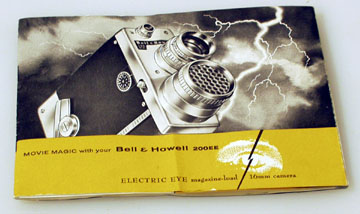 MOVIE MAGIC with your Bell & Howell 200EE
ELECTRIC EYE magazine-load 16mm camera